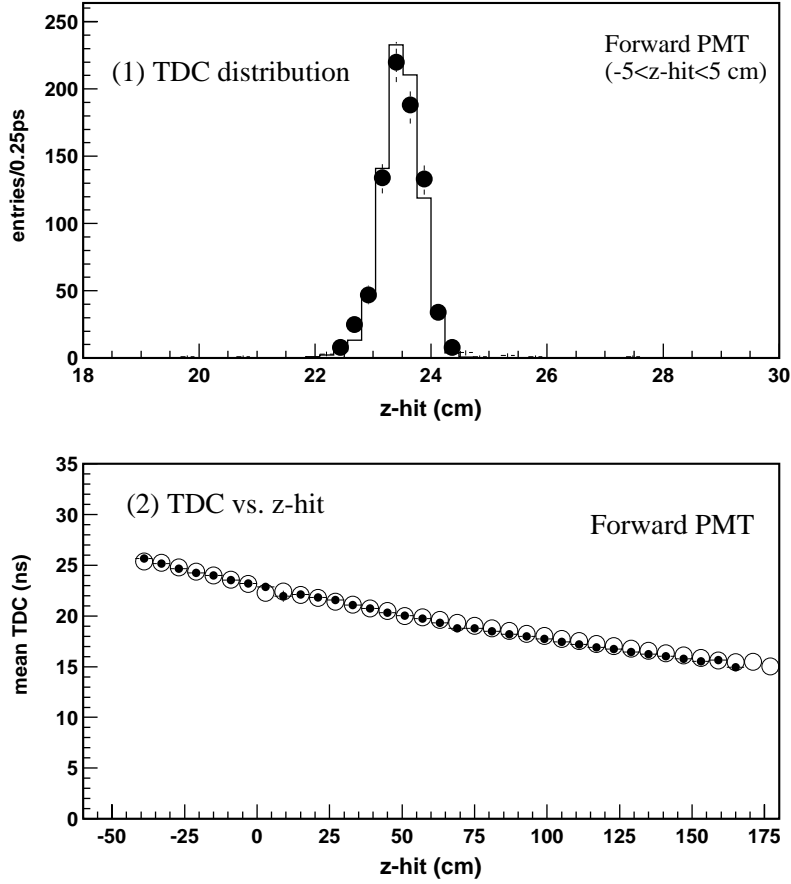 250
200
150
100
50
0
entries/0.25ps
(1) TDC distribution
Forward PMT
(-5<z-hit<5 cm)
18 20 22 24 26 28 30
z-hit (cm)
35
30
25
20
15
10
5
0
mean TDC (ns)
(2) TDC vs. z-hit
Forward PMT
-50 -25 0 25 50 75 100 125 150 175
z-hit (cm)